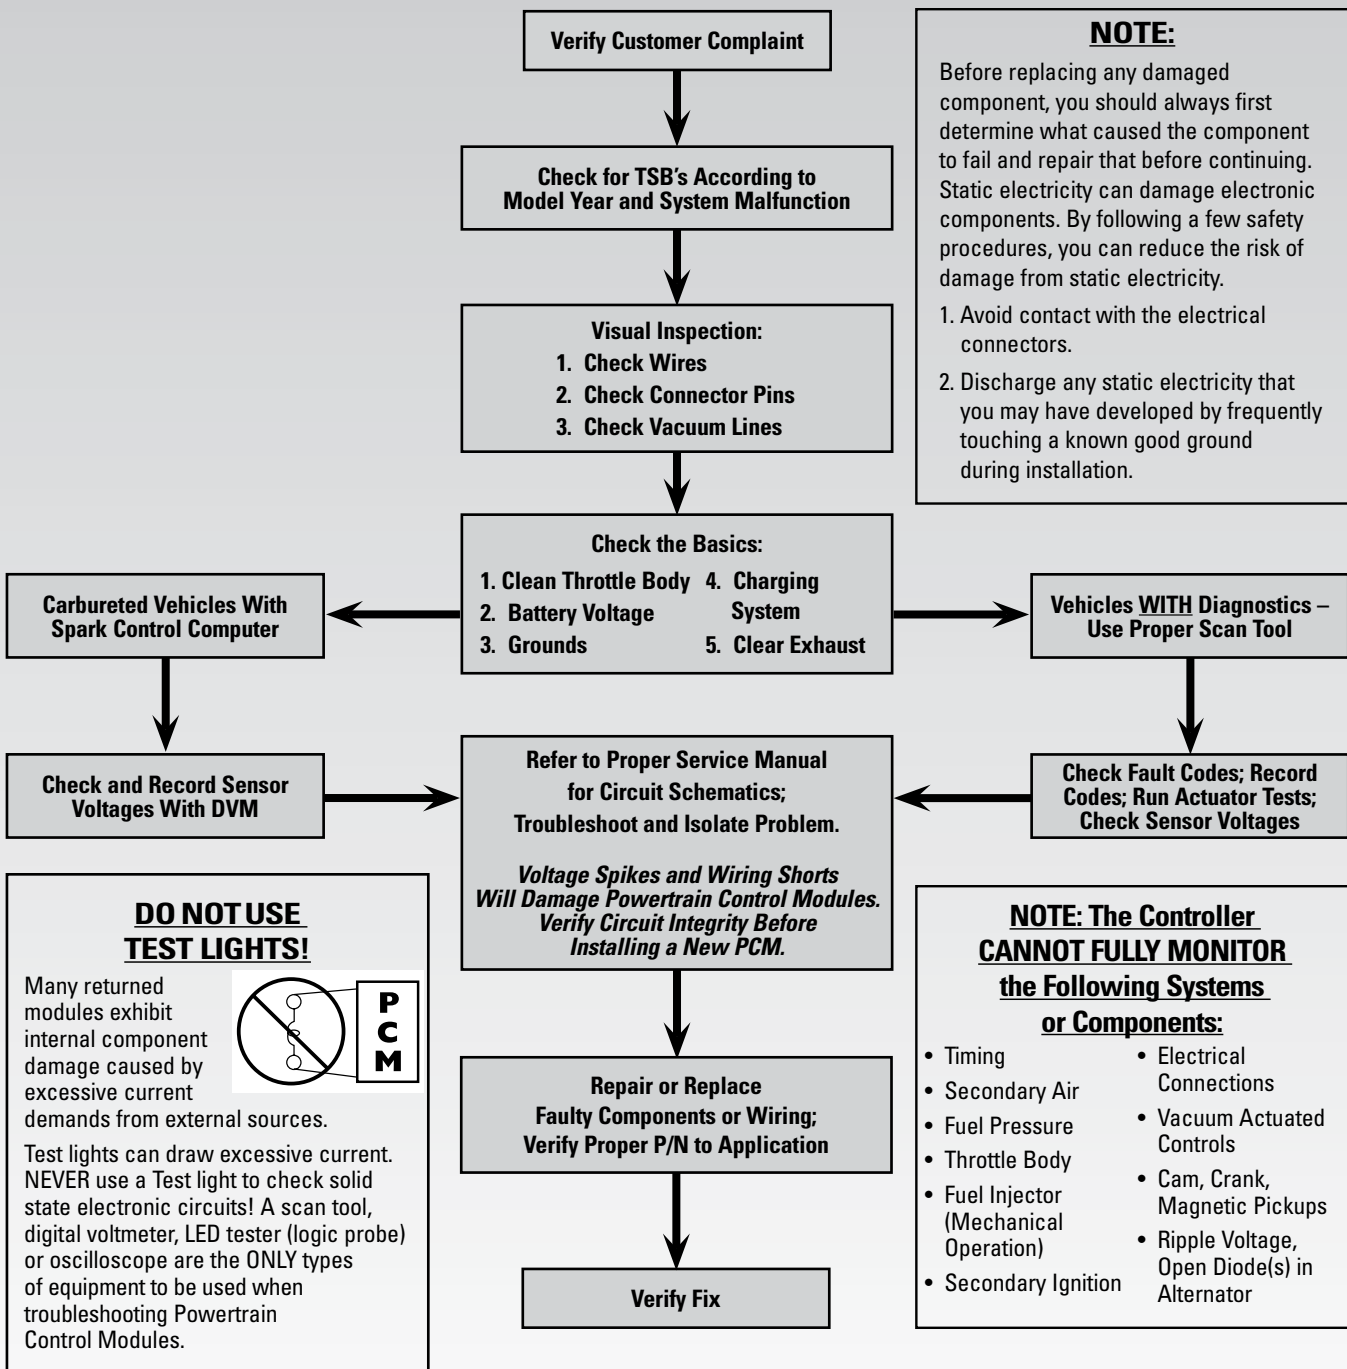 Verify Customer Complaint
Check for TSB's According to
Model Year and System Malfunction
Visual Inspection:
1. Check Wires
2. Check Connector Pins
3. Check Vacuum Lines
Check the Basics:
1. Clean Throttle Body
2. Battery Voltage
3. Grounds
4. Charging
System
5. Clear Exhaust
NOTE:
Before replacing any damaged
component, you should always first
determine what caused the component
to fail and repair that before continuing.
Static electricity can damage electronic
components. By following a few safety
procedures, you can reduce the risk of
damage from static electricity.
1. Avoid contact with the electrical
connectors.
2. Discharge any static electricity that
you may have developed by frequently
touching a known good ground
during installation.
Carbureted Vehicles With
Spark Control Computer
Vehicles WITH Diagnostics –
Use Proper Scan Tool
Check and Record Sensor
Voltages With DVM
Refer to Proper Service Manual
for Circuit Schematics;
Troubleshoot and Isolate Problem.
Voltage Spikes and Wiring Shorts
Will Damage Powertrain Control Modules.
Verify Circuit Integrity Before
Installing a New PCM.
Check Fault Codes; Record
Codes; Run Actuator Tests;
Check Sensor Voltages
DO NOT USE
TEST LIGHTS!
Many returned
modules exhibit
internal component
damage caused by
excessive current
demands from external sources.
P
C
M
Test lights can draw excessive current.
NEVER use a Test light to check solid
state electronic circuits! A scan tool,
digital voltmeter, LED tester (logic probe)
or oscilloscope are the ONLY types
of equipment to be used when
troubleshooting Powertrain
Control Modules.
Repair or Replace
Faulty Components or Wiring;
Verify Proper P/N to Application
Verify Fix
NOTE: The Controller
CANNOT FULLY MONITOR
the Following Systems
or Components:
• Timing
• Secondary Air
• Fuel Pressure
• Throttle Body
• Fuel Injector
(Mechanical
Operation)
• Secondary Ignition
• Electrical
Connections
• Vacuum Actuated
Controls
• Cam, Crank,
Magnetic Pickups
• Ripple Voltage,
Open Diode(s) in
Alternator